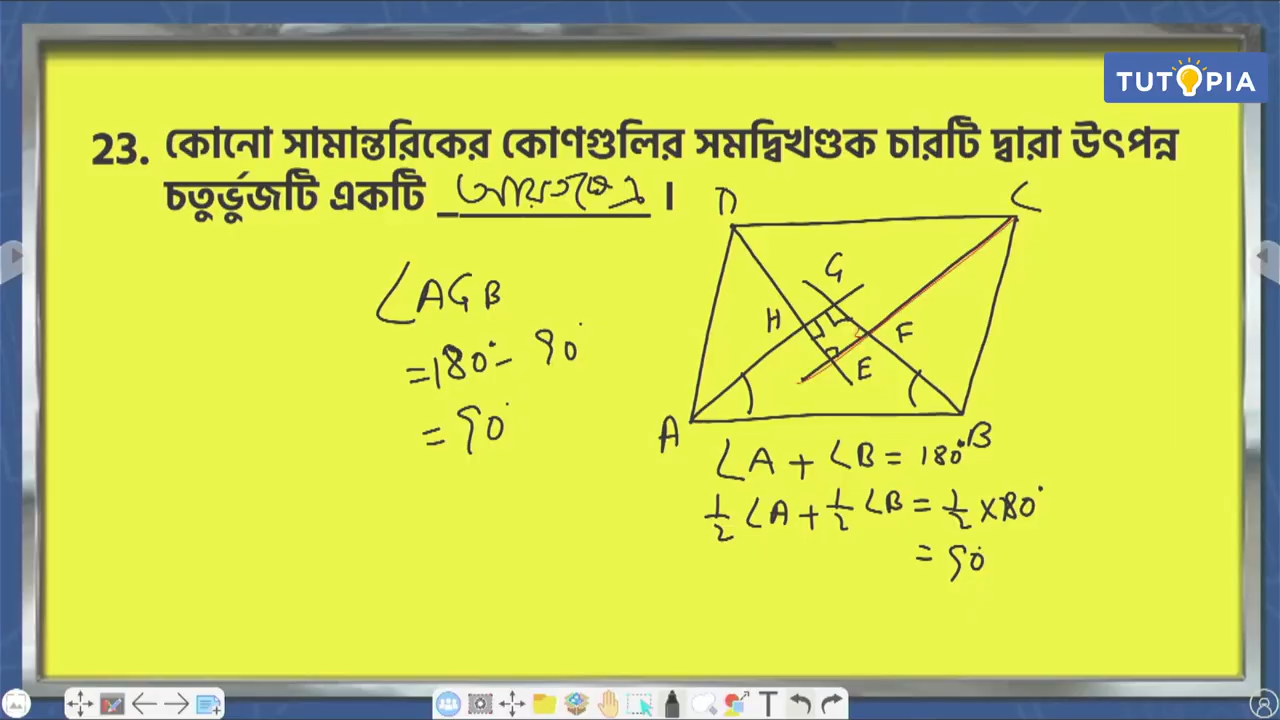 TUTOPIA
23. কোনো সামান্তরিকের কোণগুলির সমদ্বিখণ্ডক চারটি দ্বারা উৎপন্ন
চতুর্ভুজটি একটি আয়তক্ষেত্র ।
D
C
∠AGB
=180°- 90°
= 90°
G
H
F
E
A
B
∠A + ∠B = 180°
1/2 ∠A + 1/2 ∠B = 1/2 × 180°
= 90°
T